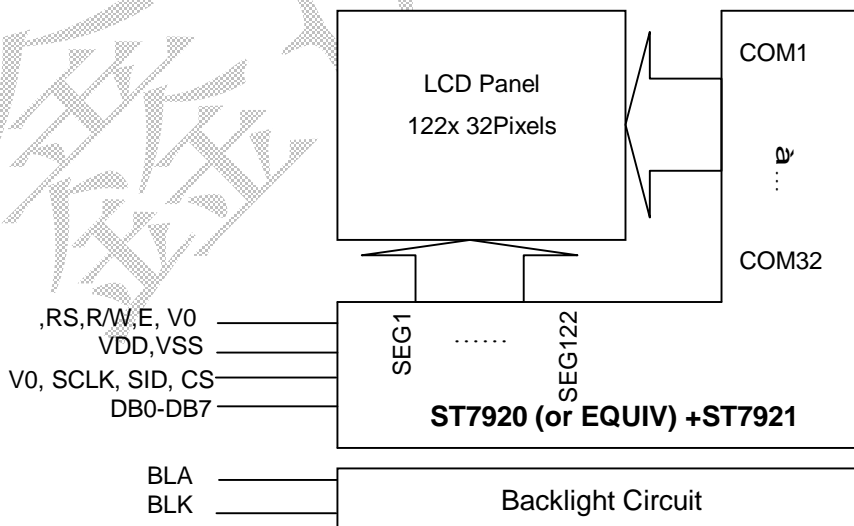 LCD Panel
122x 32Pixels
COM1
à...
COM32
,RS,R/W,E, V0
VDD,VSS
V0, SCLK, SID, CS
DB0-DB7
SEG1
......
SEG122
ST7920 (or EQUIV) +ST7921
BLA
BLK
Backlight Circuit
鑫